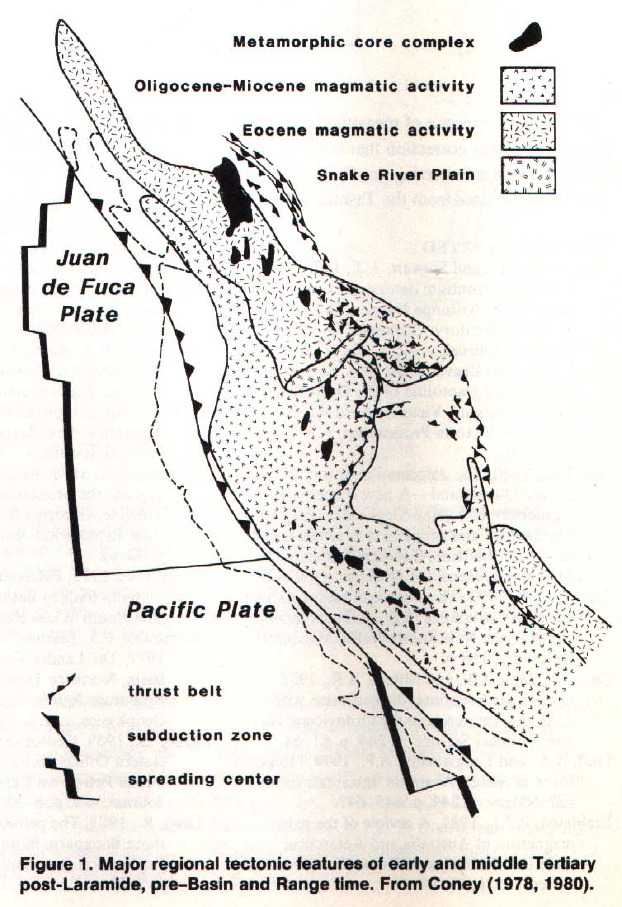 Metamorphic core complex
Oligocene-Miocene magmatic activity
Eocene magmatic activity
Snake River Plain
Juan
de Fuca
Plate
Pacific Plate
thrust belt
subduction zone
spreading center
Figure 1. Major regional tectonic features of early and middle Tertiary
post-Laramide, pre-Basin and Range time. From Coney (1978, 1980).